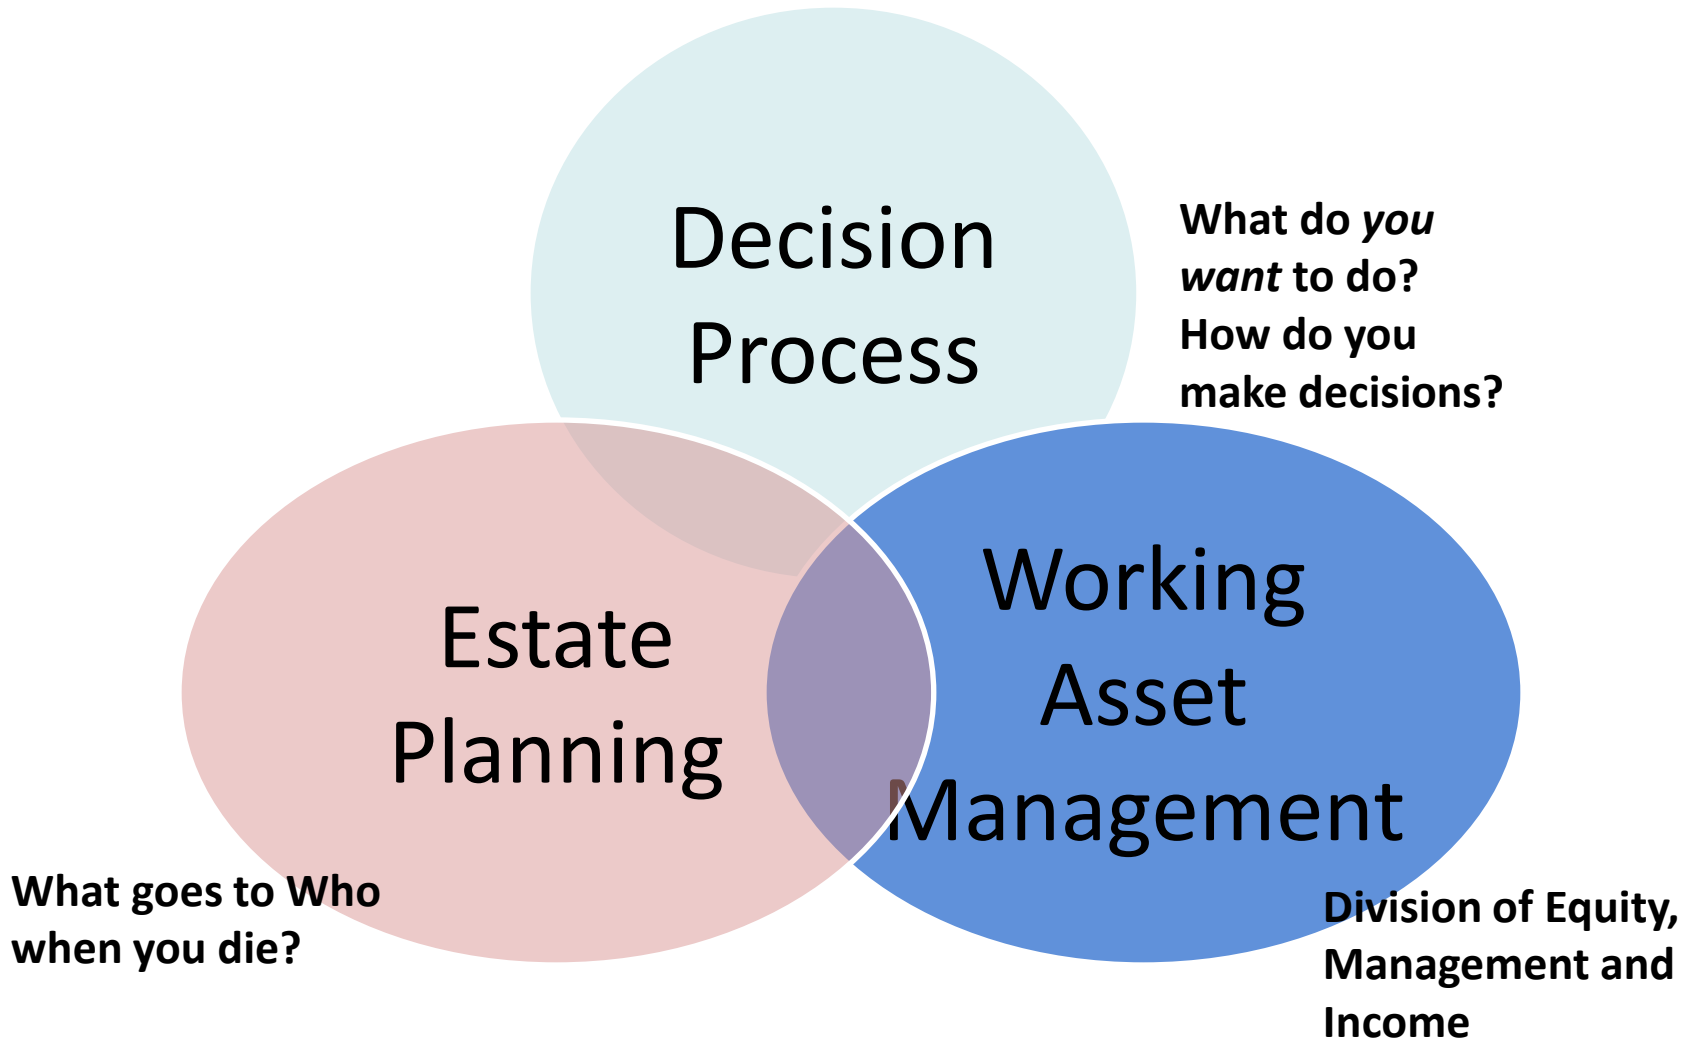 Decision
Process
What do you
want to do?
How do you
make decisions?
Estate
Planning
Working
Asset
Management
What goes to Who
when you die?
Division of Equity,
Management and
Income